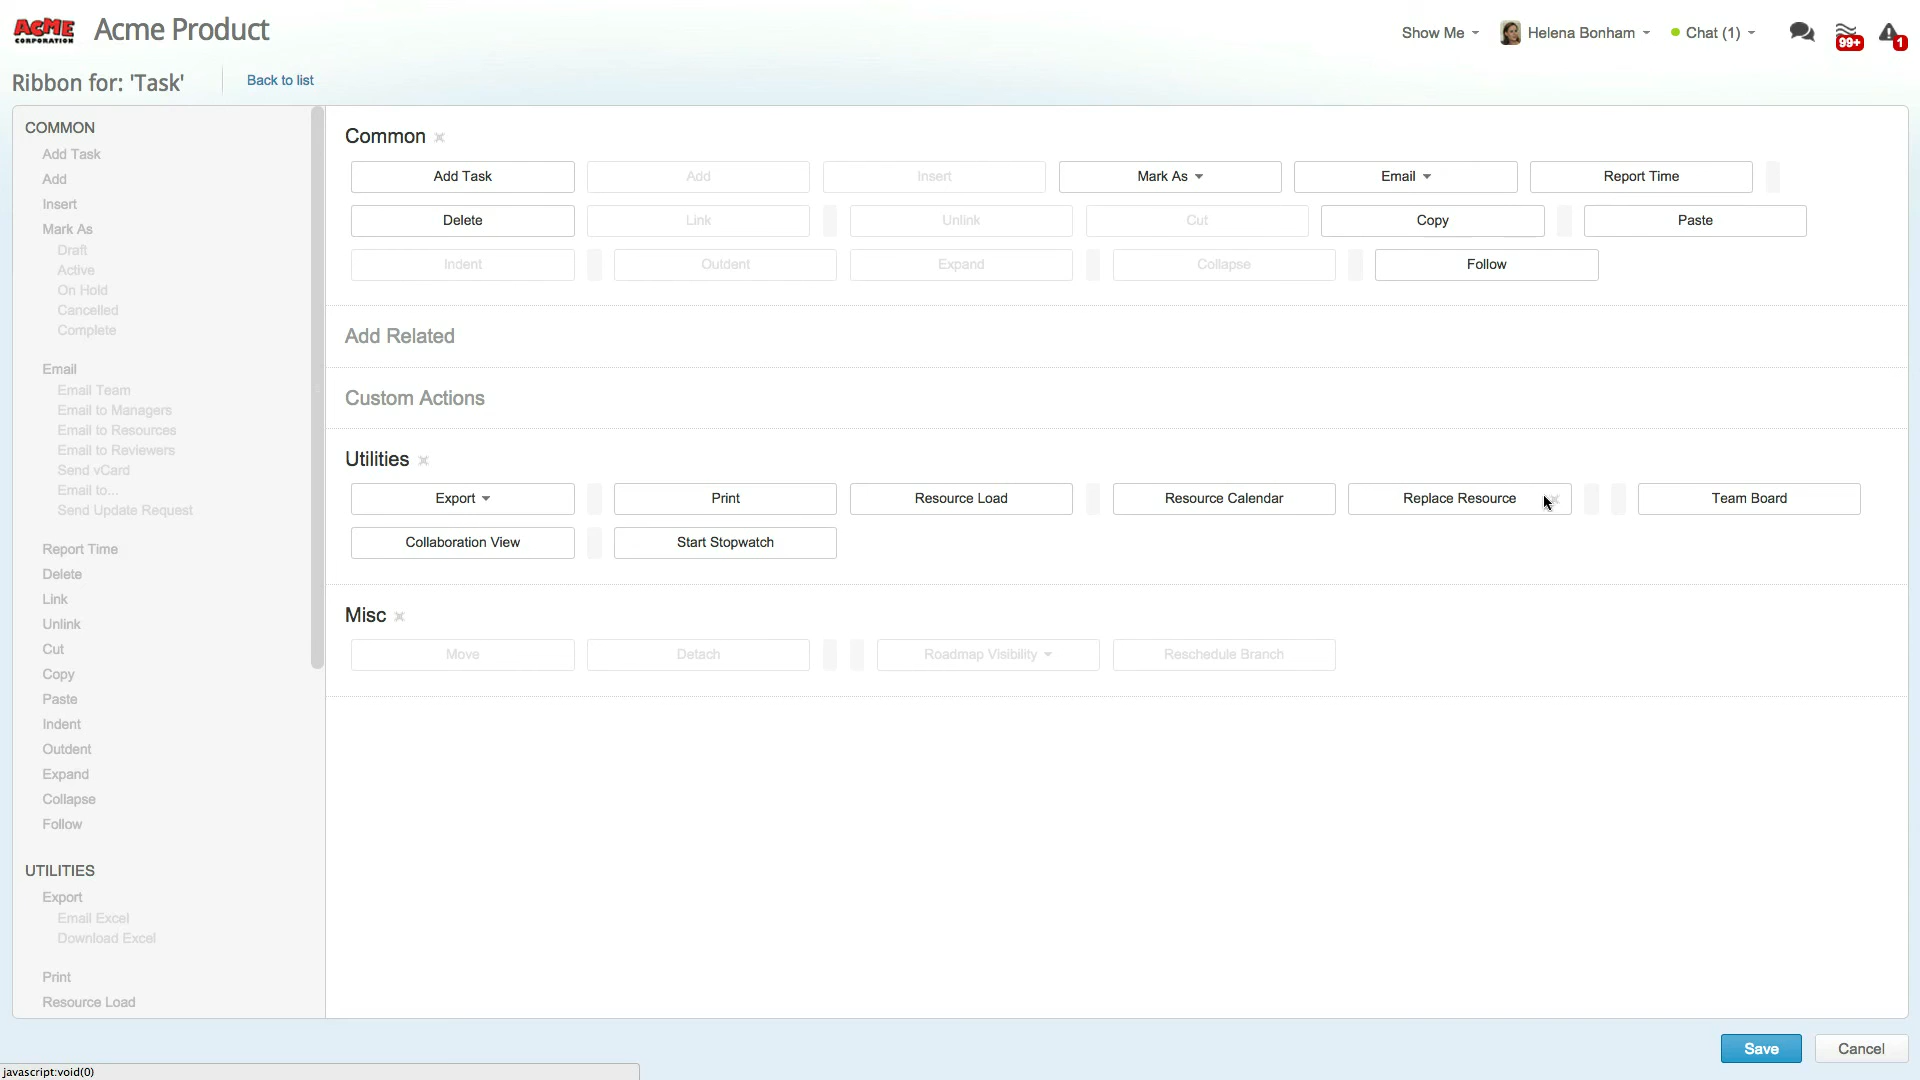 ACME
CORPORATION
Acme Product
Show Me
Helena Bonham
Chat (1)
99+
1
Ribbon for: 'Task'
Back to list
COMMON
Add Task
Add
Insert
Mark As
Draft
Active
On Hold
Cancelled
Complete
Email
Email Team
Email to Managers
Email to Resources
Email to Reviewers
Send vCard
Email to...
Send Update Request
Report Time
Delete
Link
Unlink
Cut
Copy
Paste
Indent
Outdent
Expand
Collapse
Follow
UTILITIES
Export
Email Excel
Download Excel
Print
Resource Load
Common
Add Task Add Insert Mark As Email Report Time
Delete Link Unlink Cut Copy Paste
Indent Outdent Expand Collapse Follow
Add Related
Custom Actions
Utilities
Export Print Resource Load Resource Calendar Replace Resource Team Board
Collaboration View Start Stopwatch
Misc
Move Detach Roadmap Visibility Reschedule Branch
Save Cancel
javascript:void(0)